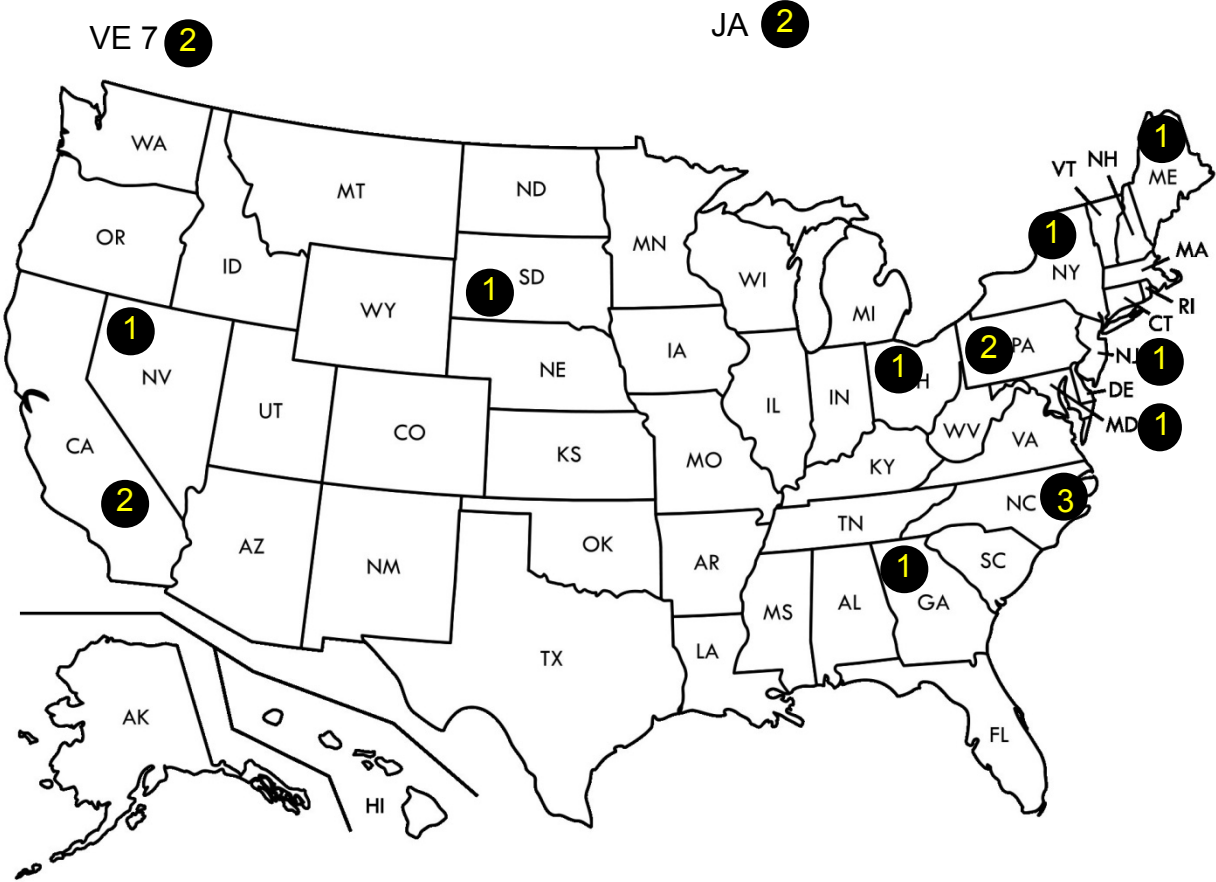 JA 2
VE 7 2
1
WA
ME
VT NH
MT
ND
OR
1
MN
MA
ID
NY
SD
WI
1
RI
WY
MI
CT
1
2 PA
IA
NJ 1
NV
1 H
NE
DE
UT
IL
IN
MD 1
CO
WV
VA
CA
KS
MO
KY
2
NC 3
TN
AZ
OK
1
SC
NM
AR
GA
MS
AL
TX
LA
AK
FL
HI